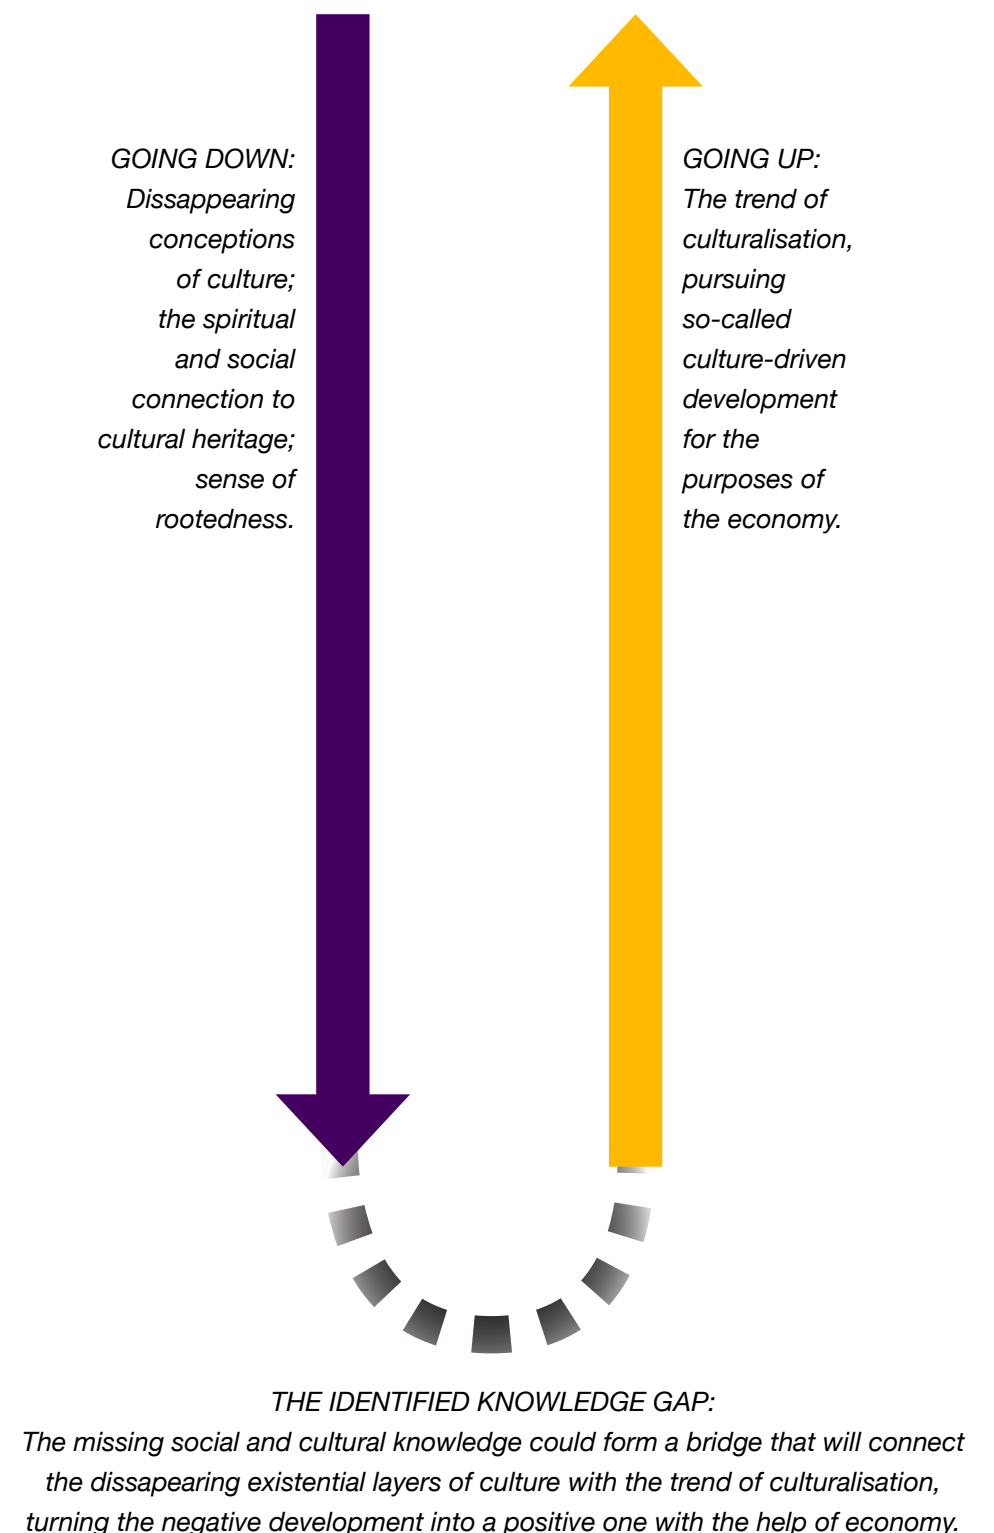 GOING DOWN:
Dissappearing
conceptions
of culture;
the spiritual
and social
connection to
cultural heritage;
sense of
rootedness.
GOING UP:
The trend of
culturalisation,
pursuing
so-called
culture-driven
development
for the
purposes of
the economy.
THE IDENTIFIED KNOWLEDGE GAP:
The missing social and cultural knowledge could form a bridge that will connect
the dissapearing existential layers of culture with the trend of culturalisation,
turning the negative development into a positive one with the help of economy.